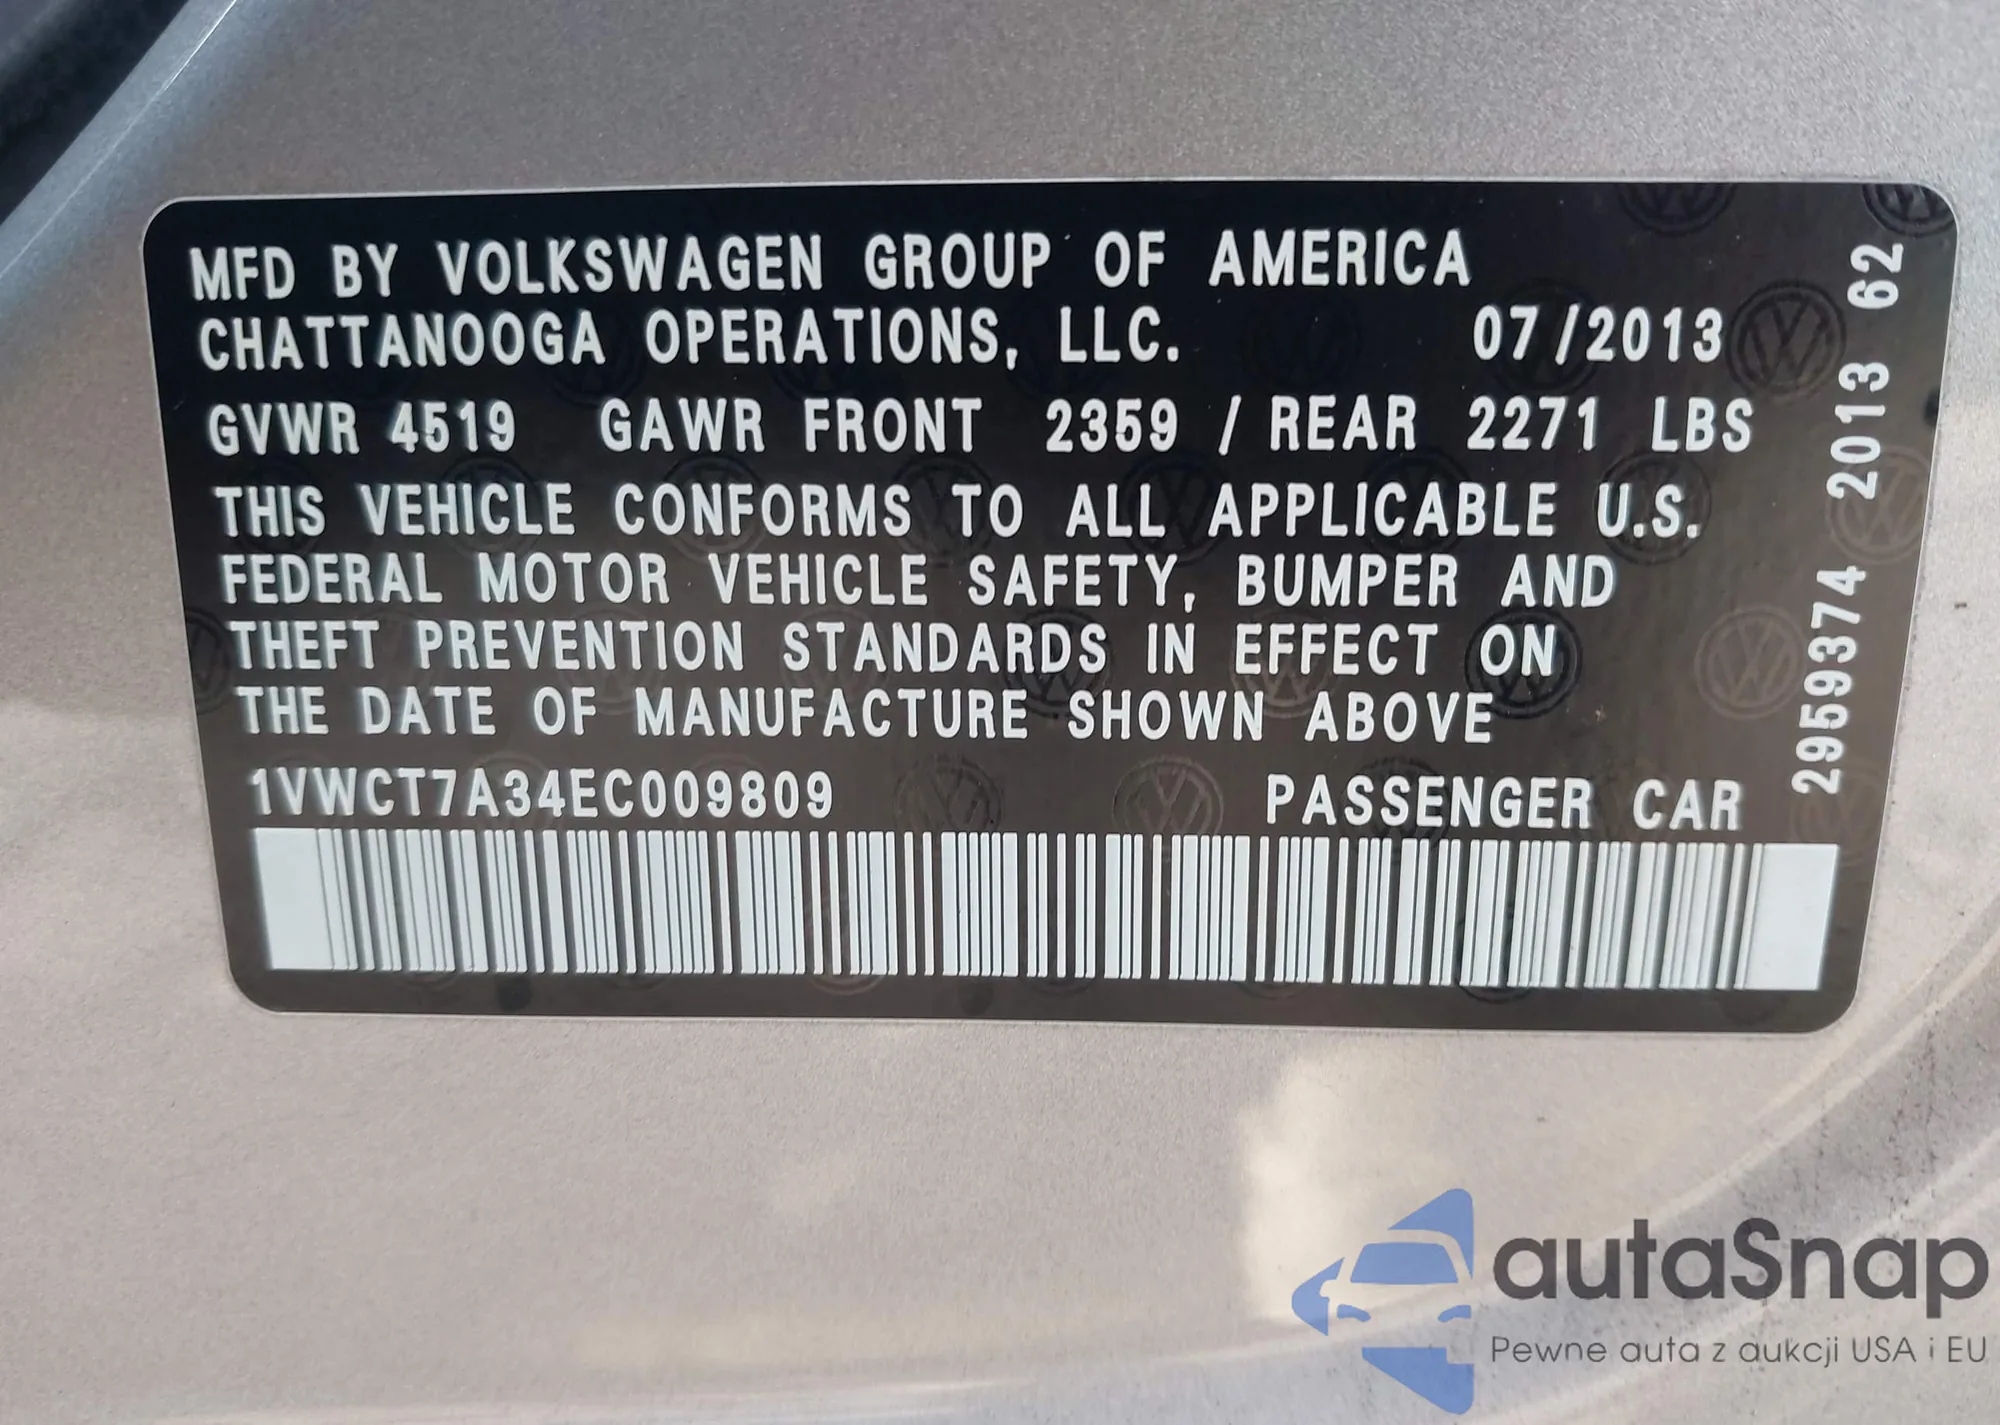 MFD BY VOLKSWAGEN GROUP OF AMERICA
CHATTANOOGA OPERATIONS, LLC. 07/2013
GVWR 4519 GAWR FRONT 2359 / REAR 2271 LBS
THIS VEHICLE CONFORMS TO ALL APPLICABLE U.S.
FEDERAL MOTOR VEHICLE SAFETY, BUMPER AND
THEFT PREVENTION STANDARDS IN EFFECT ON
THE DATE OF MANUFACTURE SHOWN ABOVE
1VWCT7A34EC009809 PASSENGER CAR
2959374 2013 62
autaSnap
Pewne auta z aukcji USA i EU